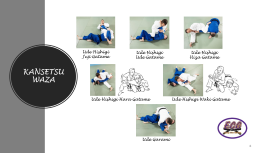 KANSETSU
WAZA
Ude Hishigi
Juji Gatame
Ude Hishigi
Ude Gatame
Ude Hishigi
Hiza Gatame
Ude Hishigi Hara Gatame
Ude Hishigi Waki Gatame
Ude Garami